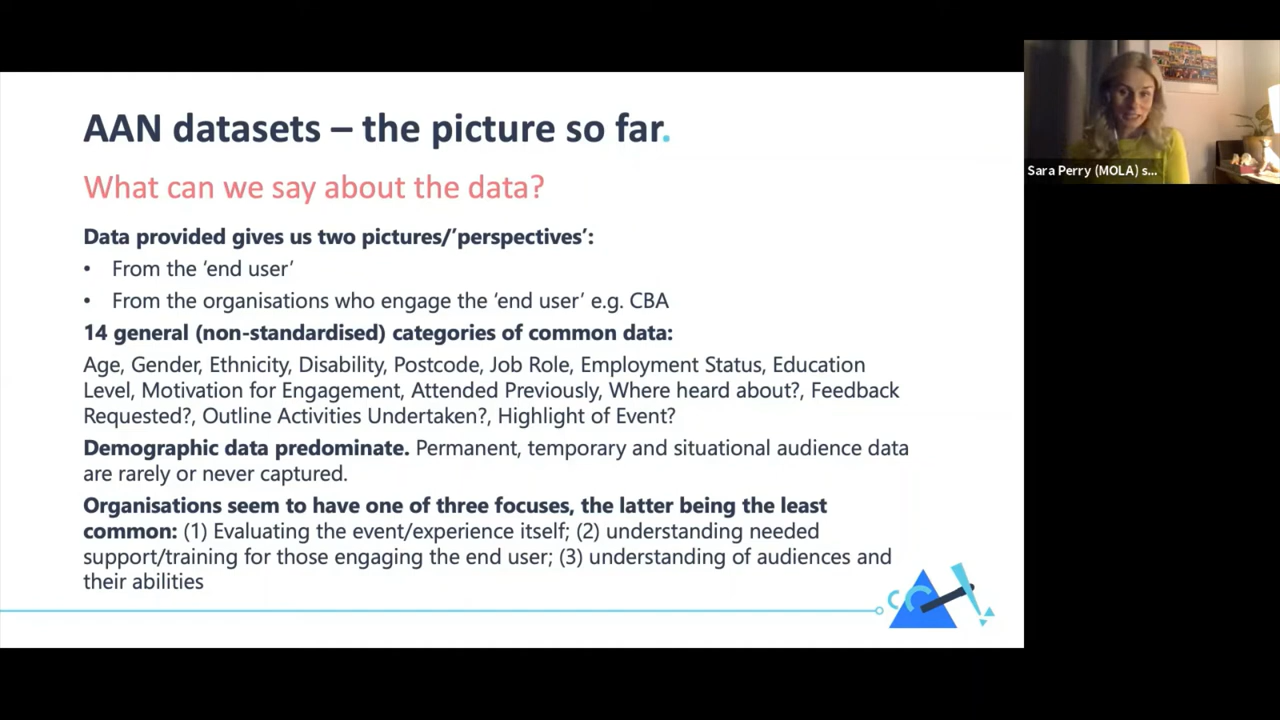 AAN datasets – the picture so far.
What can we say about the data?
Data provided gives us two pictures/’perspectives’:
• From the ‘end user’
• From the organisations who engage the ‘end user’ e.g. CBA
14 general (non-standardised) categories of common data:
Age, Gender, Ethnicity, Disability, Postcode, Job Role, Employment Status, Education
Level, Motivation for Engagement, Attended Previously, Where heard about?, Feedback
Requested?, Outline Activities Undertaken?, Highlight of Event?
Demographic data predominate. Permanent, temporary and situational audience data
are rarely or never captured.
Organisations seem to have one of three focuses, the latter being the least
common: (1) Evaluating the event/experience itself; (2) understanding needed
support/training for those engaging the end user; (3) understanding of audiences and
their abilities
Sara Perry (MOLA) s...